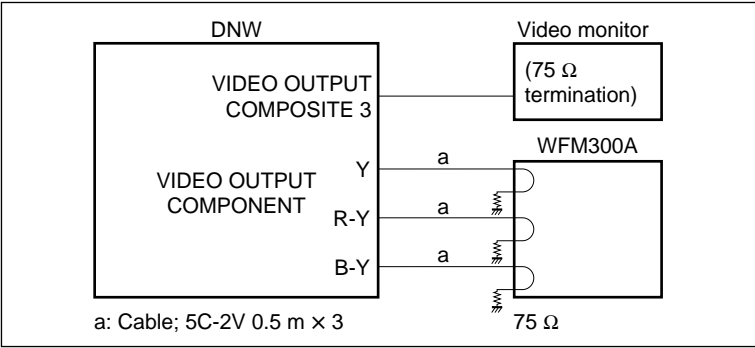 DNW
Video monitor
VIDEO OUTPUT
COMPOSITE 3
(75 Ω
termination)
WFM300A
VIDEO OUTPUT
COMPONENT
Y
a
R-Y
a
B-Y
a
a: Cable; 5C-2V 0.5 m × 3
75 Ω